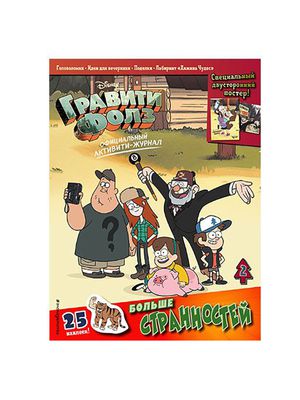 Головоломки • Идеи для вечеринки • Поделки • Лабиринт «Хижины Чудес»
Disney
ГРАВИТИ
ФОЛЗ
ОФИЦИАЛЬНЫЙ
АКТИВИТИ-ЖУРНАЛ
Специальный
двусторонний
постер!
2
25
наклеек!
БОЛЬШЕ
СТРАННОСТЕЙ